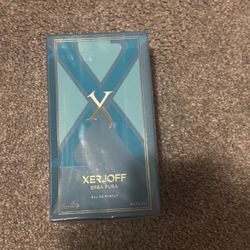 X
XERJOFF
ERBA PURA
EAU DE PARFUM